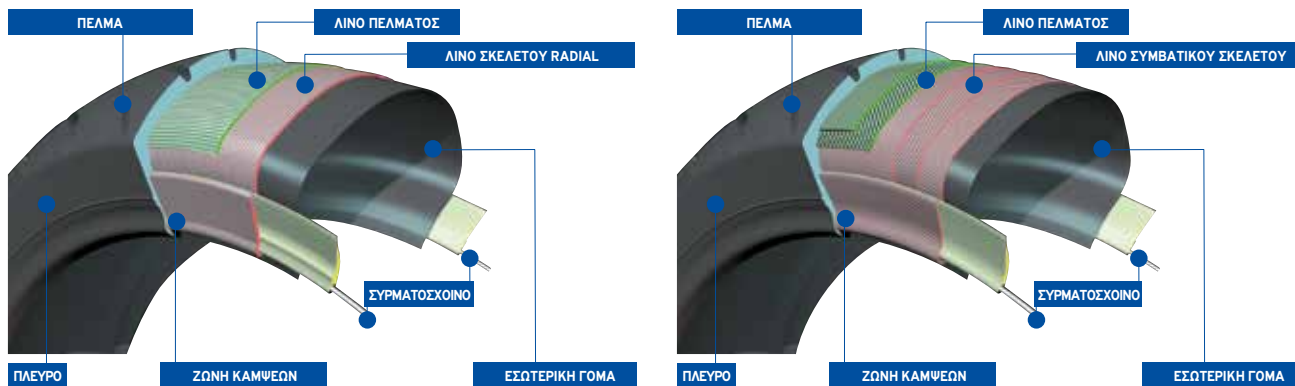 ΠΕΛΜΑ
ΛΙΝΟ ΠΕΛΜΑΤΟΣ
ΛΙΝΟ ΣΚΕΛΕΤΟΥ RADIAL
ΣΥΡΜΑΤΟΣΧΟΙΝΟ
ΠΛΕΥΡΟ
ΖΩΝΗ ΚΑΜΨΕΩΝ
ΕΣΩΤΕΡΙΚΗ ΓΟΜΑ
ΠΕΛΜΑ
ΛΙΝΟ ΠΕΛΜΑΤΟΣ
ΛΙΝΟ ΣΥΜΒΑΤΙΚΟΥ ΣΚΕΛΕΤΟΥ
ΣΥΡΜΑΤΟΣΧΟΙΝΟ
ΠΛΕΥΡΟ
ΖΩΝΗ ΚΑΜΨΕΩΝ
ΕΣΩΤΕΡΙΚΗ ΓΟΜΑ